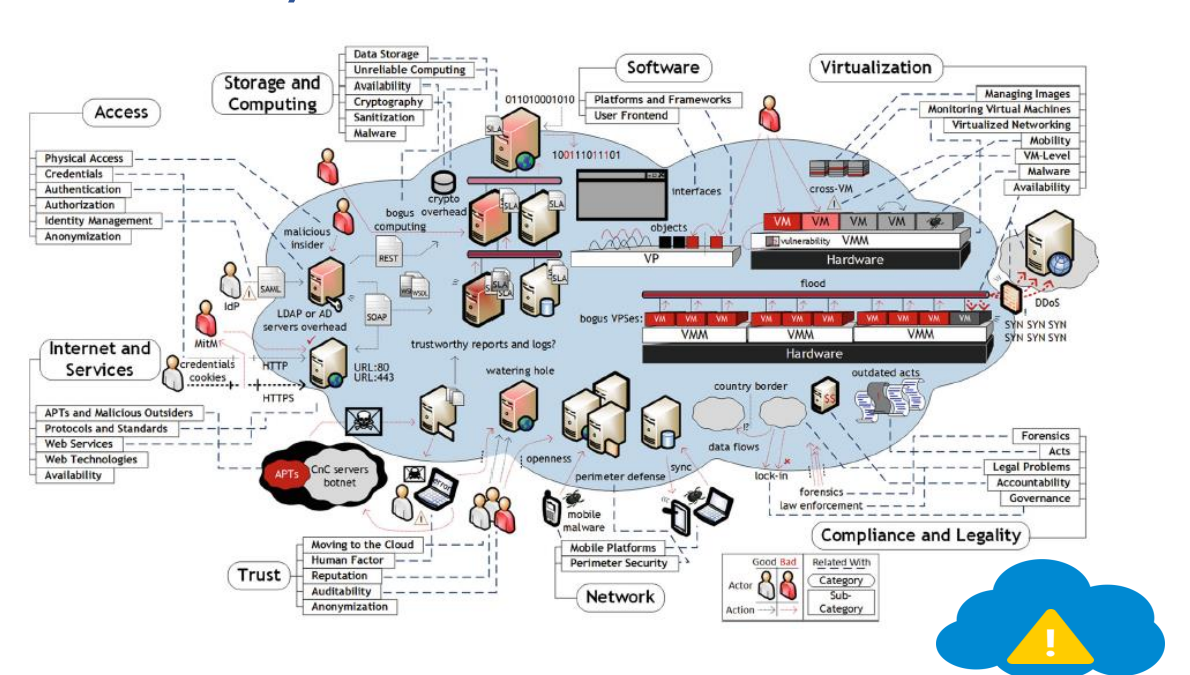 Storage and
Computing
Data Storage
Unreliable Computing
Availability
Cryptography
Sanitization
Malware
Software
Platforms and Frameworks
User Frontend
Virtualization
Managing Images
Monitoring Virtual Machines
Virtualized Networking
Mobility
VM-Level
Malware
Availability
Access
Physical Access
Credentials
Authentication
Authorization
Identity Management
Anonymization
011010001010
SLA
100111011101
crypto
overhead
bogus
computing
SLA
SLA
interfaces
objects
VP
cross-VM
VM
VM
VM
VM
vulnerability
VMM
Hardware
malicious
insider
REST
SAML
IdP
LDAP or AD
servers overhead
SOAP
WSDL
SLA
SLA
SLA
flood
bogus VPSes:
VM
VM
VM
VM
VM
VM
VM
VM
VM
VM
VMM
VMM
VMM
Hardware
DDoS
SYN SYN SYN
SYN SYN SYN
MitM
Internet and
Services
credentials
cookies
HTTP
HTTPS
URL:80
URL:443
trustworthy reports and logs?
watering hole
country border
outdated acts
$$
!?
data flows
lock-in
APTs and Malicious Outsiders
Protocols and Standards
Web Services
Web Technologies
Availability
APTs
CnC servers
botnet
error
openness
perimeter defense
sync
mobile
malware
forensics
law enforcement
Forensics
Acts
Legal Problems
Accountability
Governance
Compliance and Legality
Trust
Moving to the Cloud
Human Factor
Reputation
Auditability
Anonymization
Mobile Platforms
Perimeter Security
Network
Good Bad
Related With
Actor
Category
Action
Sub-
Category
!